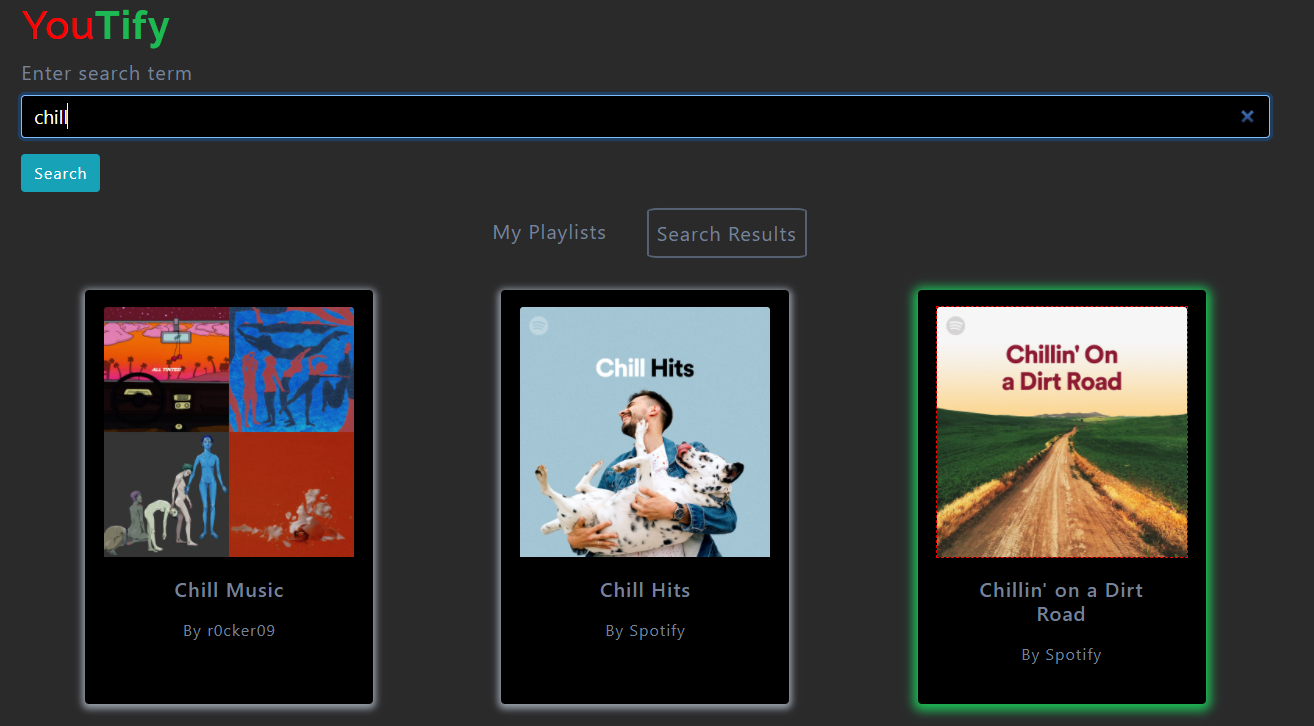 YouTify
Enter search term
chill
Search
My Playlists
Search Results
ALL TINTED
Chill Hits
Chillin' On
a Dirt Road
Chill Music
By r0cker09
Chill Hits
By Spotify
Chillin' on a Dirt
Road
By Spotify